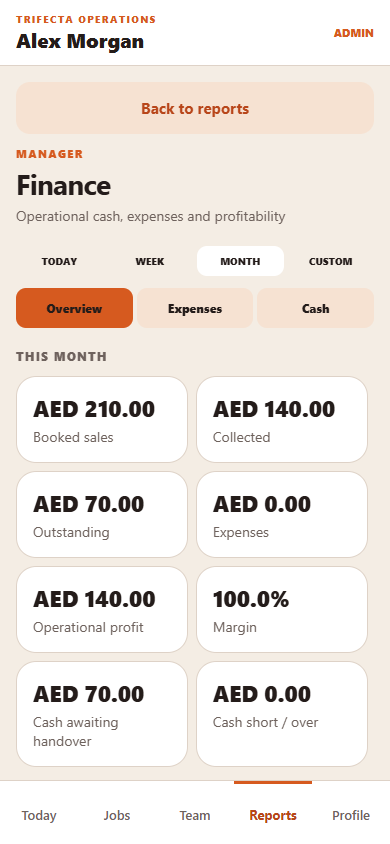 TRIFECTA OPERATIONS
Alex Morgan
ADMIN
Back to reports
MANAGER
Finance
Operational cash, expenses and profitability
TODAY WEEK MONTH CUSTOM
Overview Expenses Cash
THIS MONTH
AED 210.00
Booked sales
AED 140.00
Collected
AED 70.00
Outstanding
AED 0.00
Expenses
AED 140.00
Operational profit
100.0%
Margin
AED 70.00
Cash awaiting
handover
AED 0.00
Cash short / over
Today Jobs Team Reports Profile